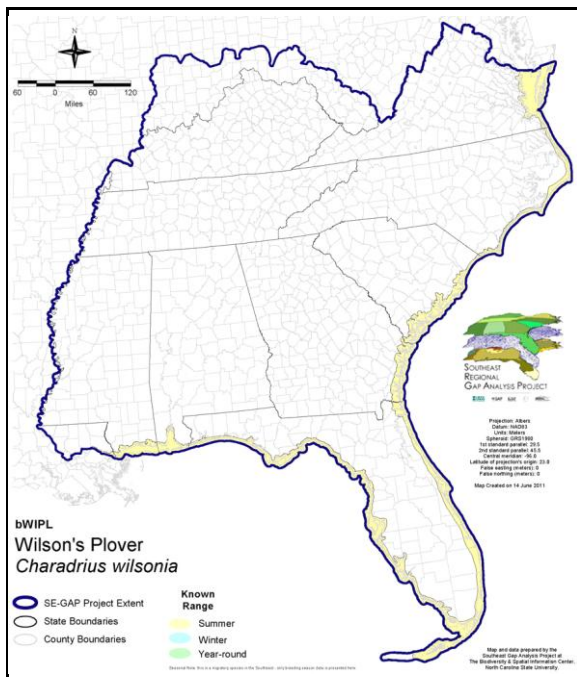 N
60 0 60 120
Miles
SOUTHEAST
REGIONAL
GAP ANALYSIS PROJECT
Projection: Albers
Datum: NAD83
Units: Meters
Spheroid: GRS1980
1st standard parallel: 29.5
2nd standard parallel: 45.5
Central meridian: -96.0
Latitude of projection's origin: 23.0
False easting (meters): 0
False northing (meters): 0
Map Created on 14 June 2011
bWIPL
Wilson's Plover
Charadrius wilsonia
SE-GAP Project Extent
State Boundaries
County Boundaries
Known
Range
Summer
Winter
Year-round
Map and data prepared by the
Southeast Gap Analysis Project at
The Biodiversity & Spatial Information Center,
North Carolina State University.